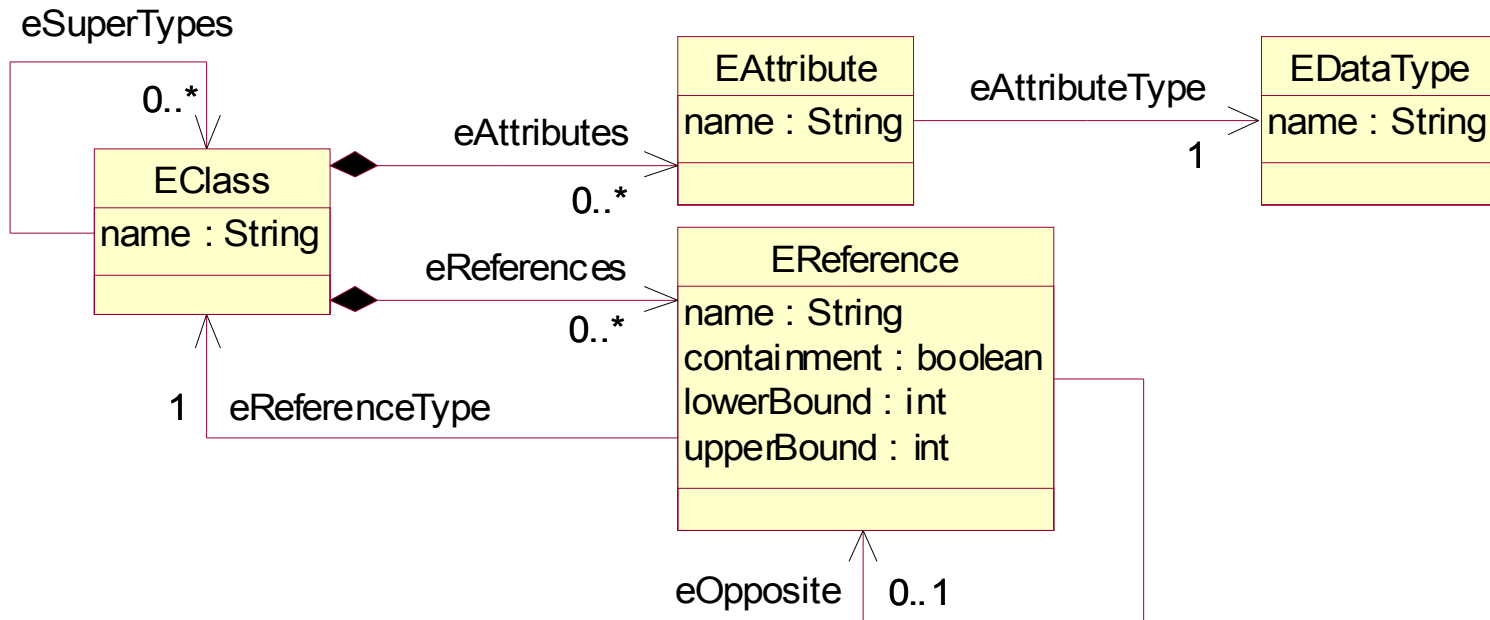 eSuperTypes
0..*
EClass
name : String
eAttributes
0..*
EAttribute
name : String
eAttributeType
1
EDataType
name : String
eReferences
0..*
EReference
name : String
containment : boolean
lowerBound : int
upperBound : int
1
eReferenceType
eOpposite
0..1